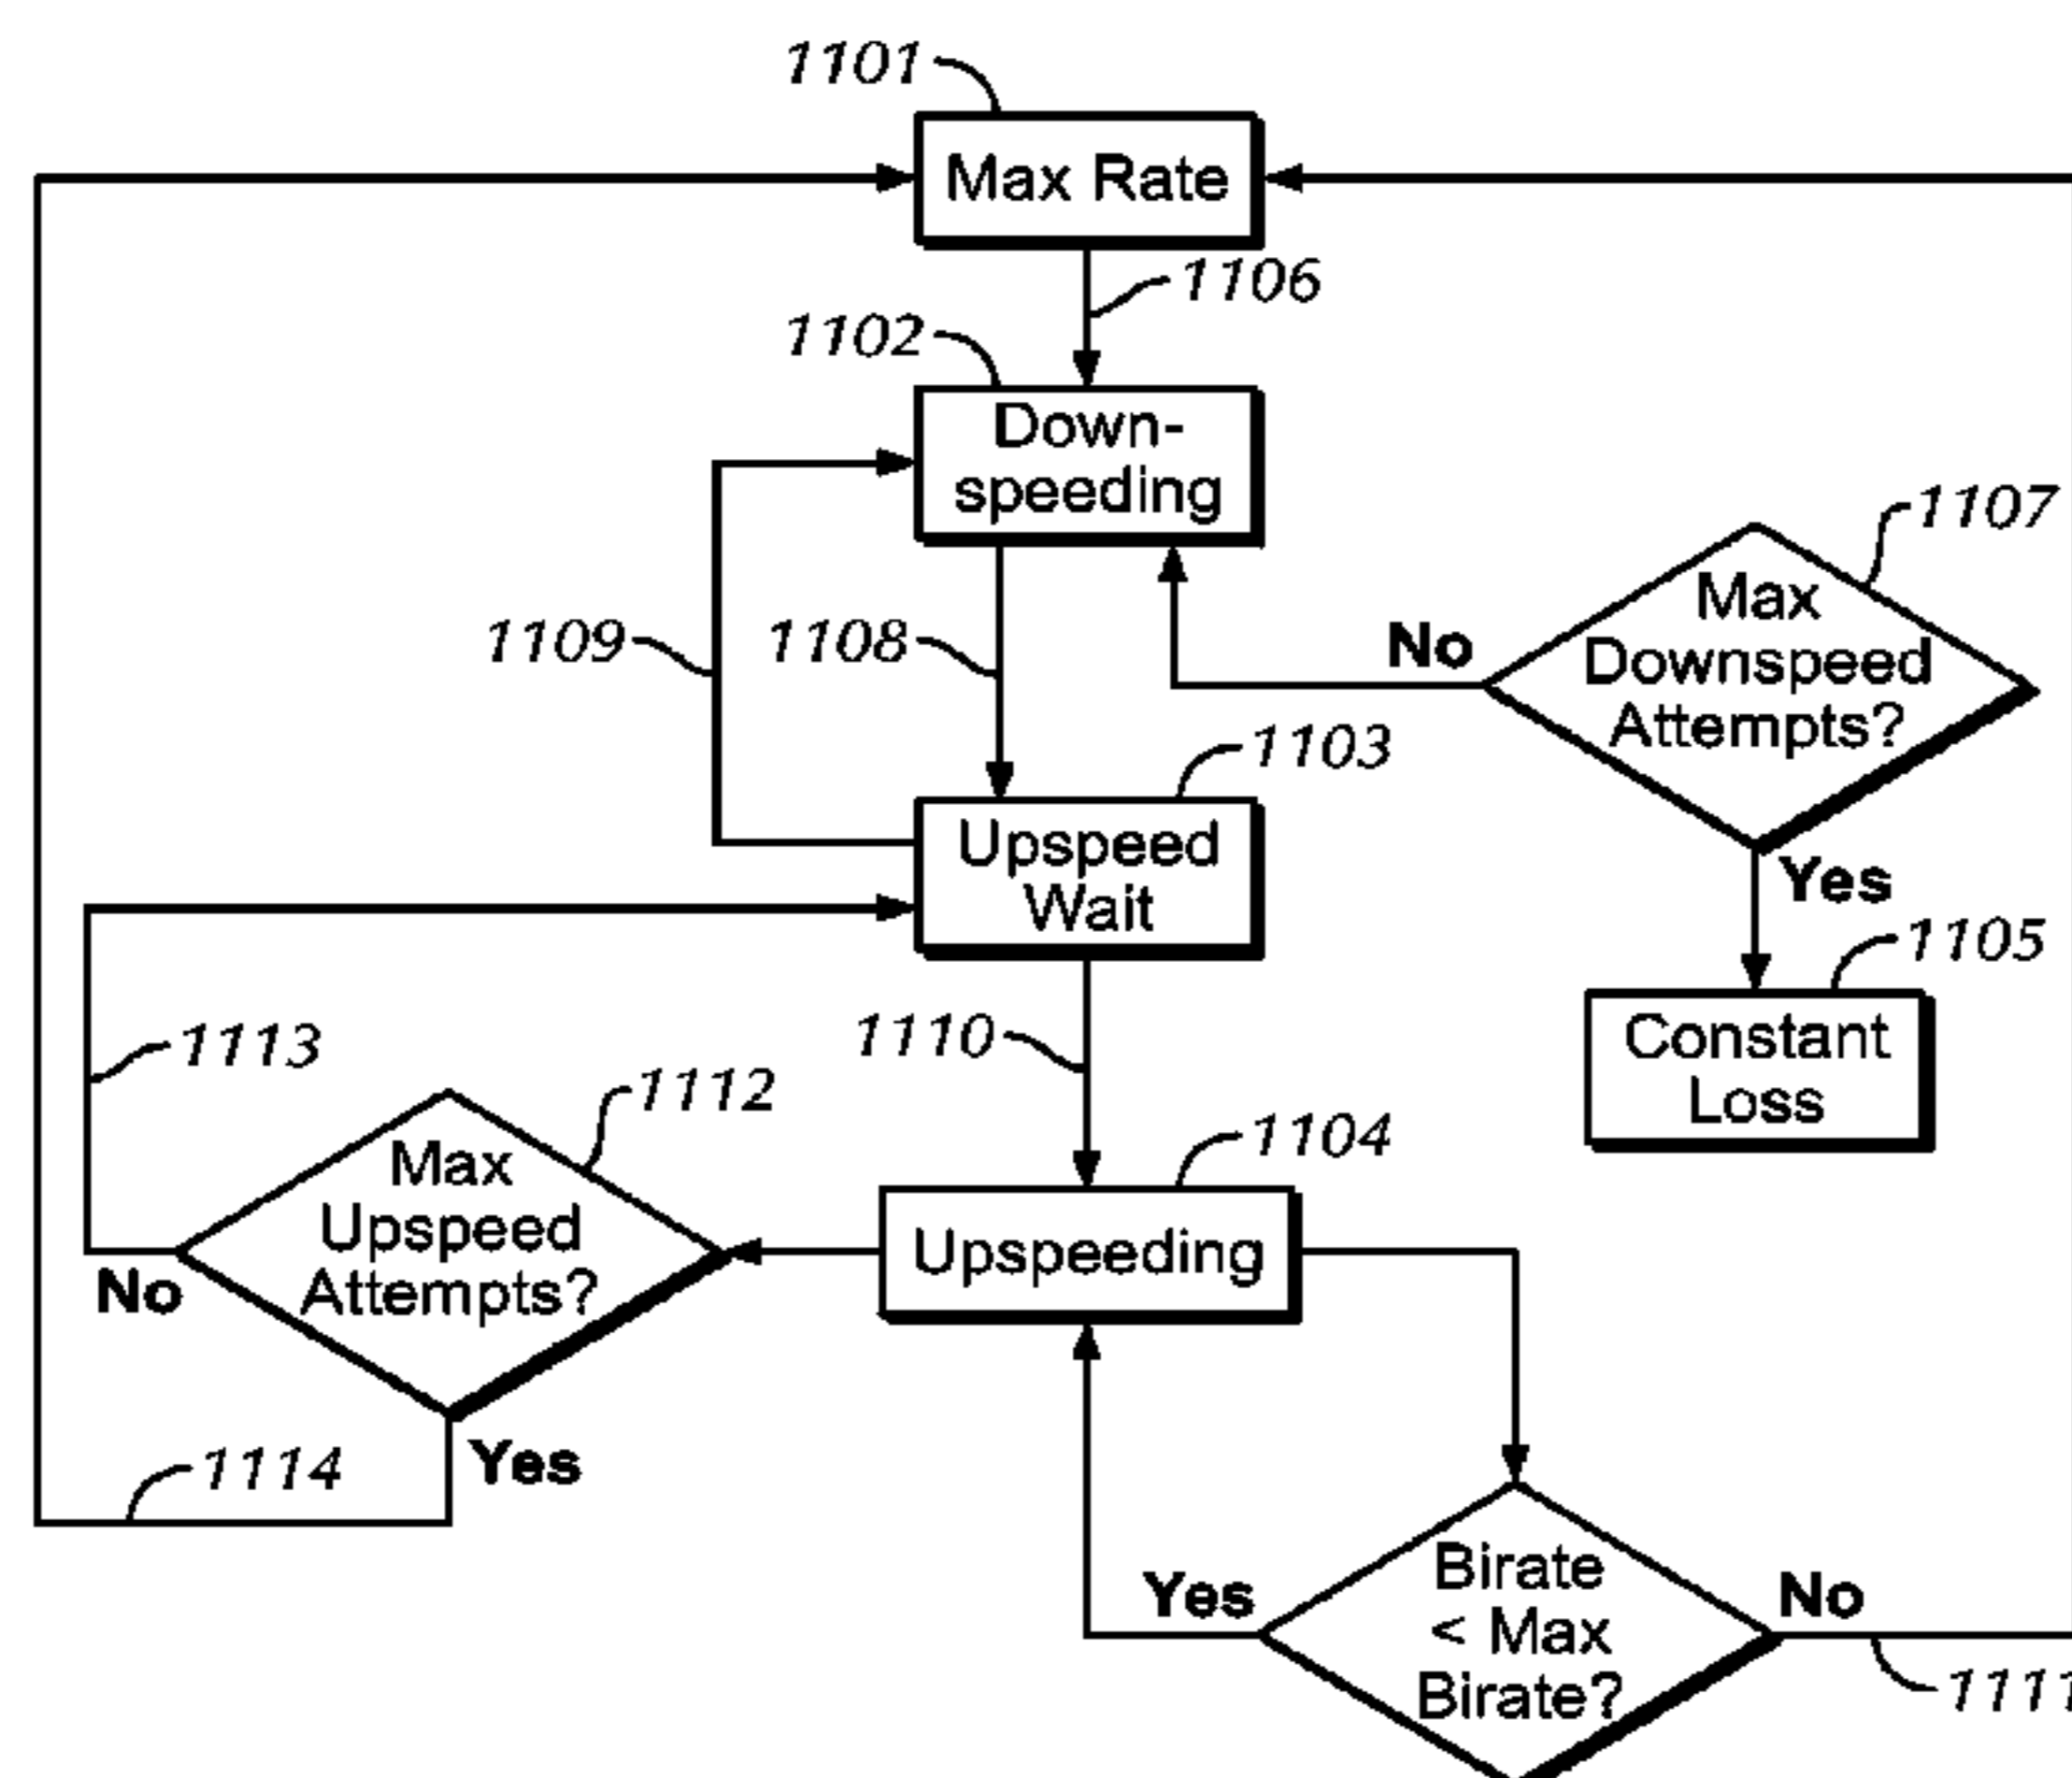 1101
Max Rate
1106
1102
Down-
speeding
1107
Max
Downspeed
Attempts?
No
Yes
1109
1108
1103
Upspeed
Wait
1105
Constant
Loss
1113
1110
1112
Max
Upspeed
Attempts?
No
Yes
1104
Upspeeding
1114
Birate
< Max
Birate?
Yes
No
1111